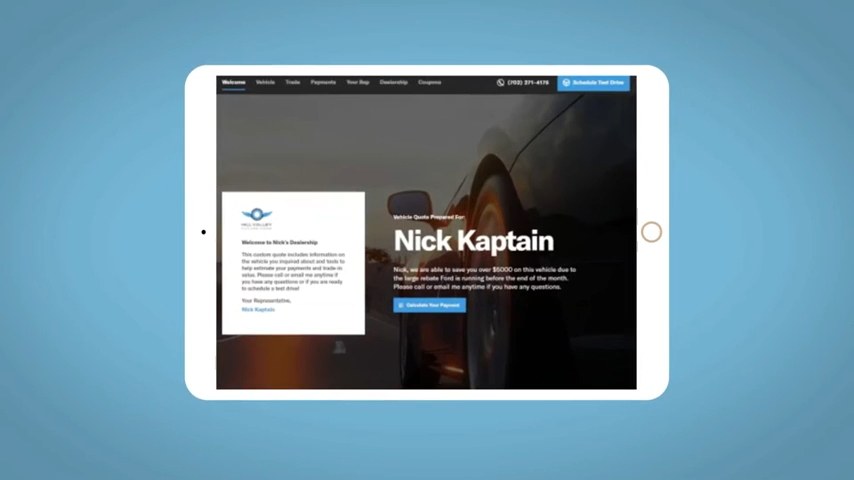 Welcome Vehicle Trade Payments Your Rep Dealership Coupons (702) 371-4175 Schedule Test Drive
Welcome to Nick's Dealership
This custom quote includes information on
the vehicle you inquired about and tools to
help estimate your payments and trade-in
value. Please call or email me anytime if
you have any questions or if you are ready
to schedule a test drive!
Your Representative,
Nick Kaptain
Vehicle Quote Prepared For:
Nick Kaptain
Nick, we are able to save you over $6000 on this vehicle due to
the large rebate Ford is running before the end of the month.
Please call or email me anytime if you have any questions.
Calculate Your Payment